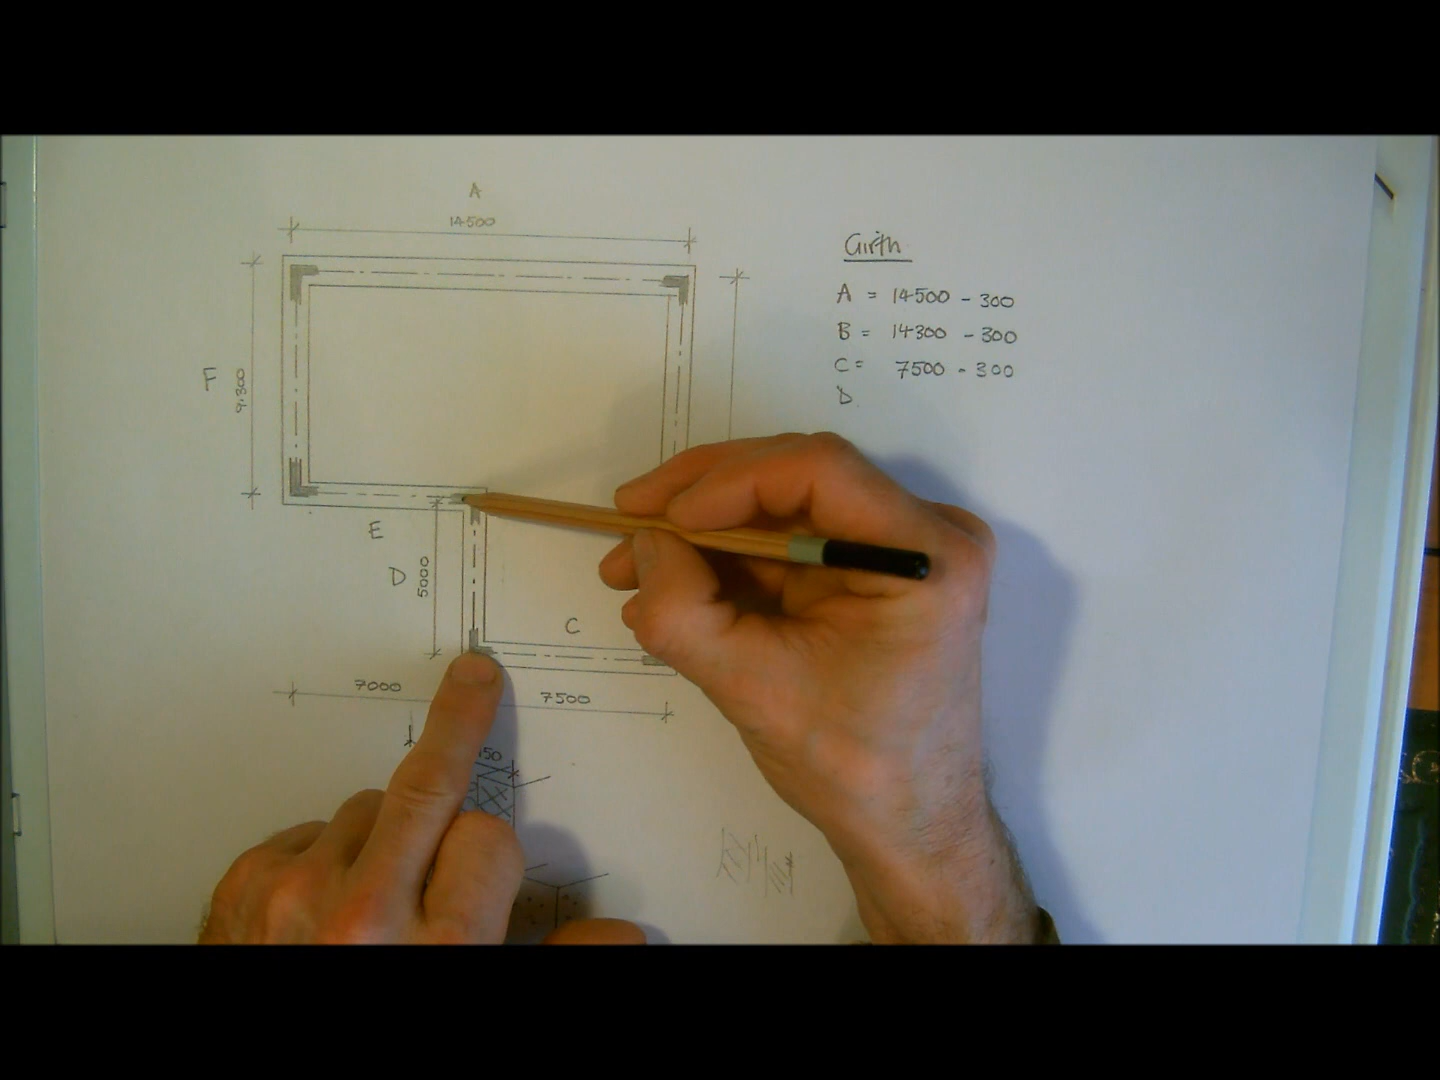 A
14500
Girth
A = 14500 - 300
B = 14300 - 300
C = 7500 - 300
D
F
9300
E
D
5000
C
7000
7500
150